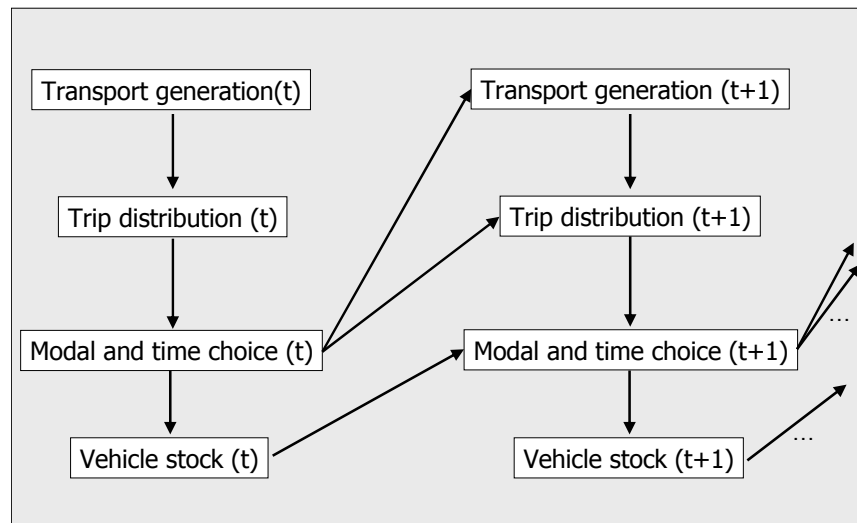 Transport generation(t)
Trip distribution (t)
Modal and time choice (t)
Vehicle stock (t)
Transport generation (t+1)
Trip distribution (t+1)
Modal and time choice (t+1)
Vehicle stock (t+1)
...
...